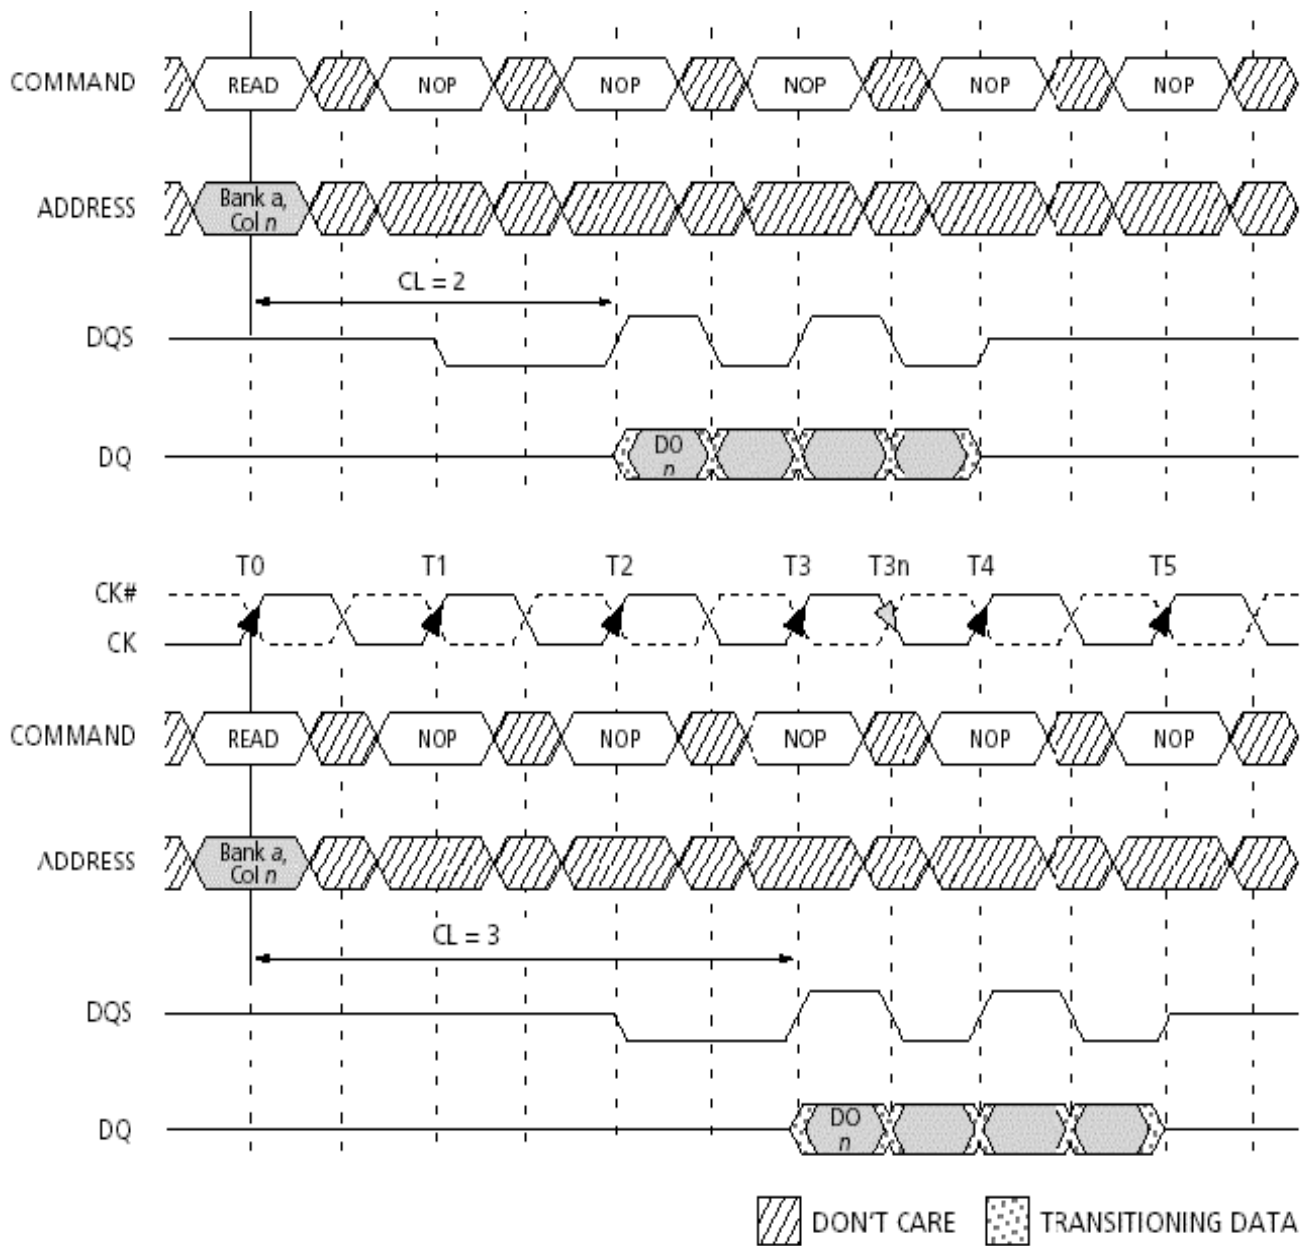 COMMAND READ NOP NOP NOP NOP NOP
ADDRESS Bank a,
Col n
CL = 2
DQS
DQ DO
n
T0 T1 T2 T3 T3n T4 T5
CK#
CK
COMMAND READ NOP NOP NOP NOP NOP
ADDRESS Bank a,
Col n
CL = 3
DQS
DQ DO
n
DON'T CARE TRANSITIONING DATA